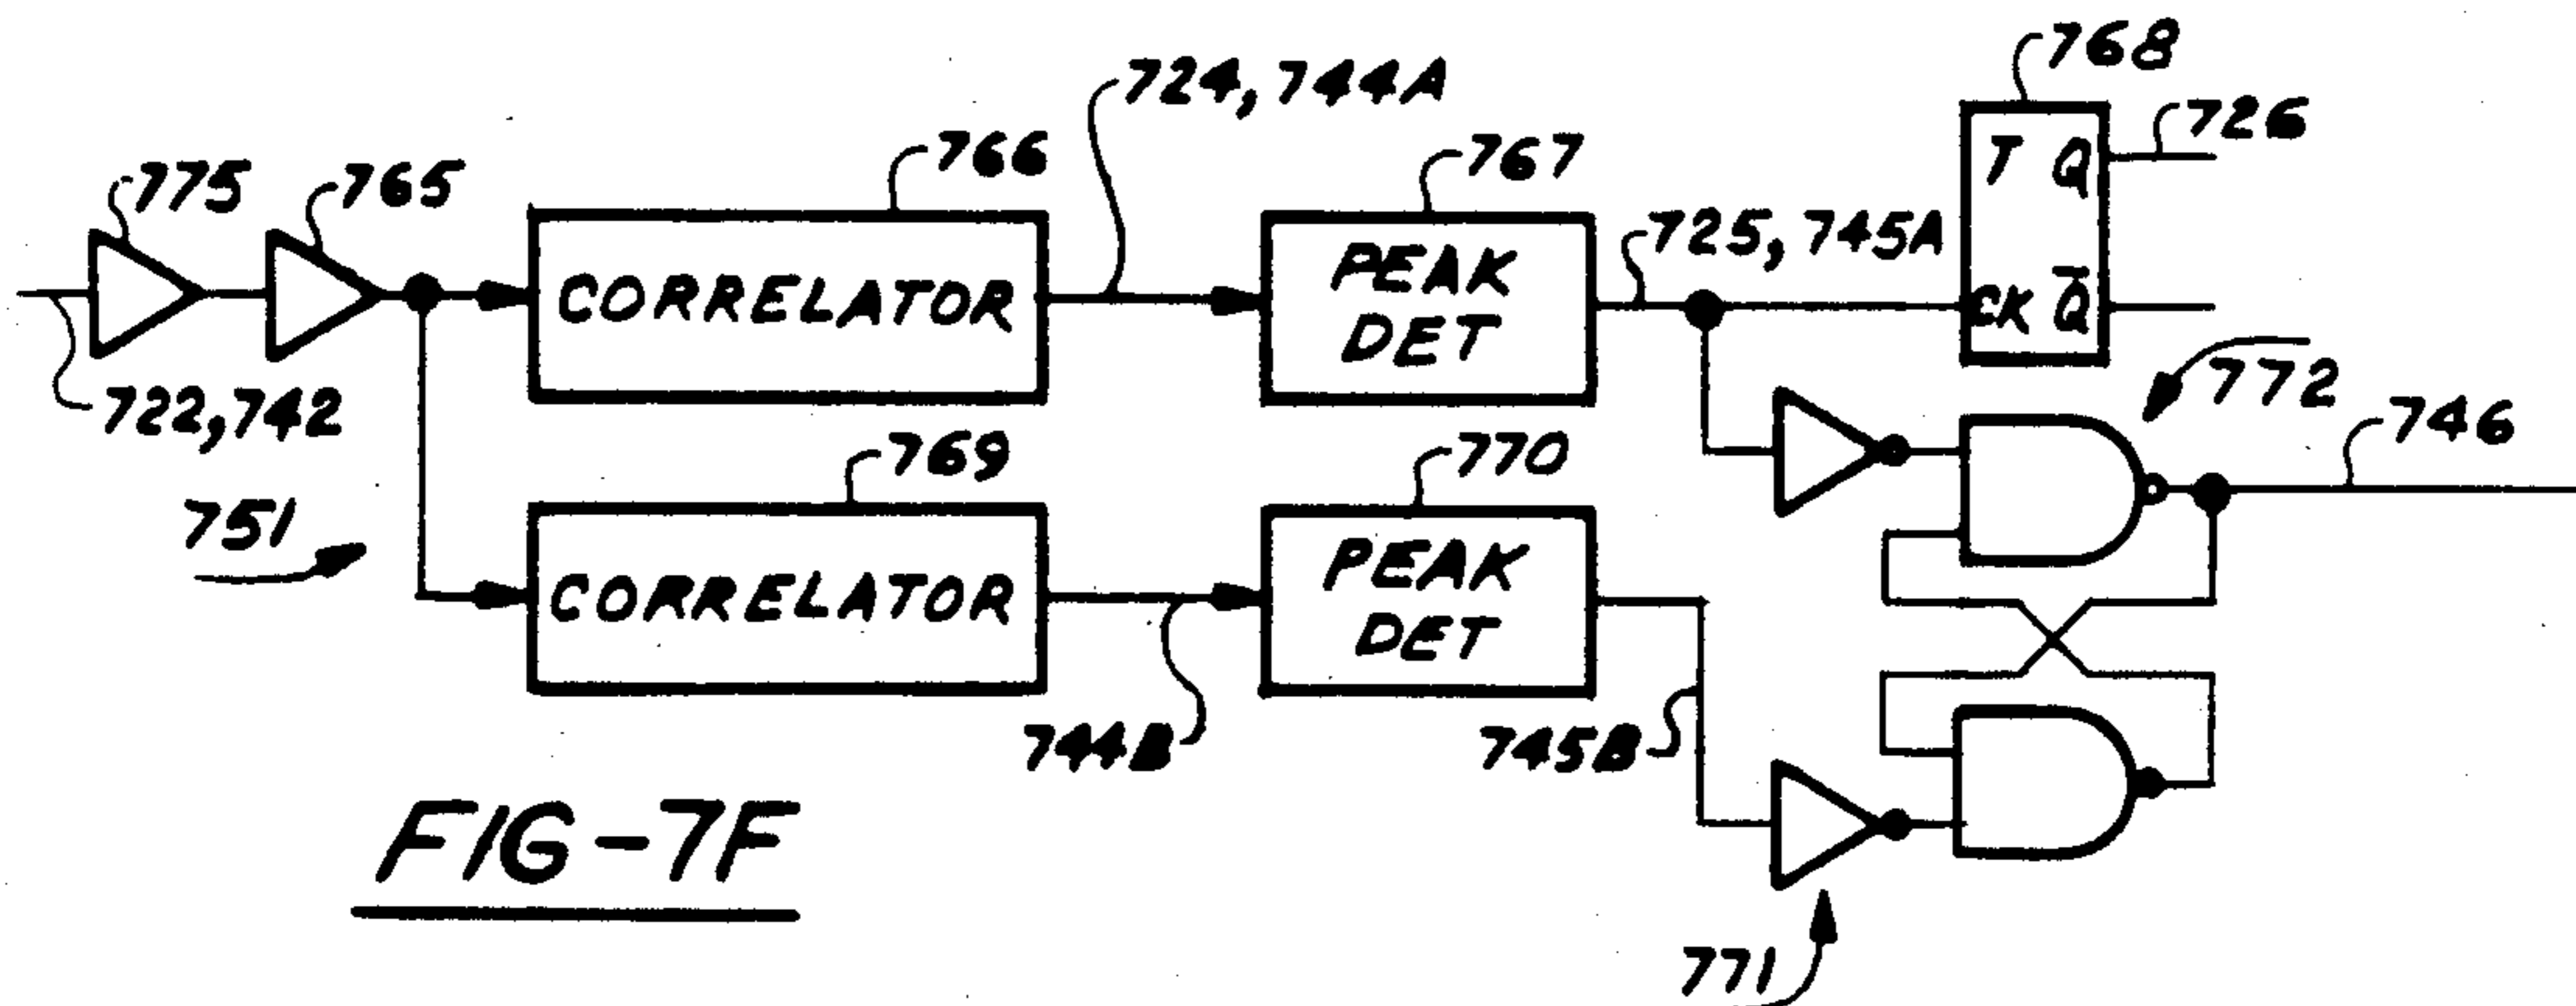 768
724, 744A
726
766
767
775
765
T Q
725, 745A
CORRELATOR
PEAK
DET
CK Q̅
722, 742
772
746
769
770
751
CORRELATOR
PEAK
DET
744B
745B
FIG-7F
771